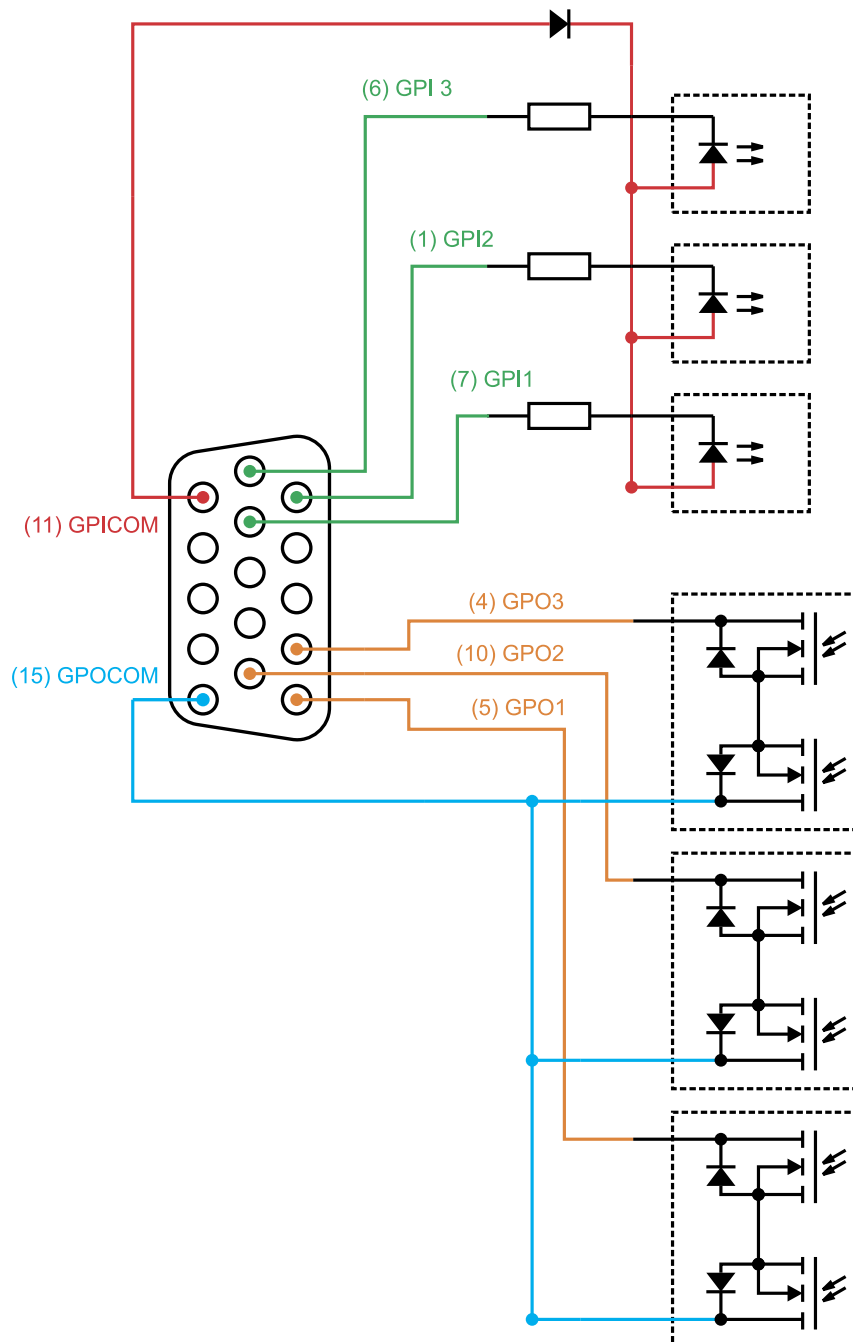 (6) GPI 3
(1) GPI2
(7) GPI1
(11) GPICOM
(4) GPO3
(10) GPO2
(15) GPOCOM
(5) GPO1